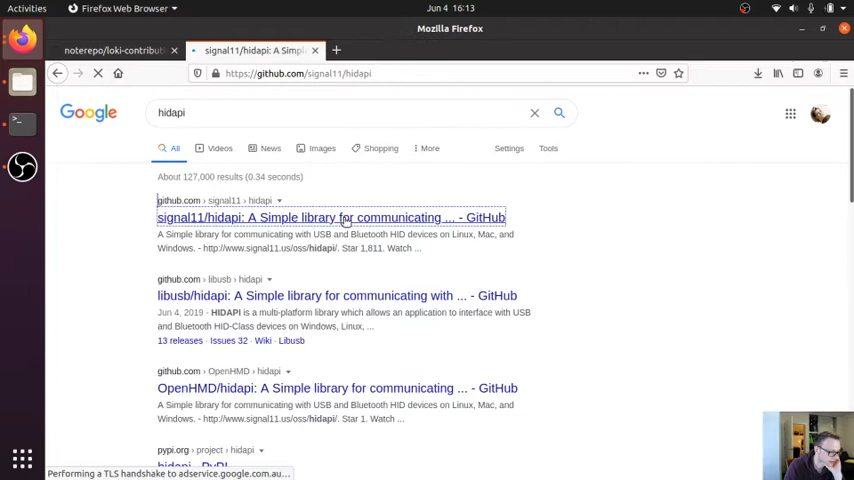 Activities
Firefox Web Browser
Jun 4 16:13
Mozilla Firefox
noterepo/loki-contributi
signal11/hidapi: A Simpl
https://github.com/signal11/hidapi
Google
hidapi
All
Videos
News
Images
Shopping
More
Settings
Tools
About 127,000 results (0.34 seconds)
github.com › signal11 › hidapi
signal11/hidapi: A Simple library for communicating ... - GitHub
A Simple library for communicating with USB and Bluetooth HID devices on Linux, Mac, and
Windows. - http://www.signal11.us/oss/hidapi/. Star 1,811. Watch ...
github.com › libusb › hidapi
libusb/hidapi: A Simple library for communicating with ... - GitHub
Jun 4, 2019 - HIDAPI is a multi-platform library which allows an application to interface with USB
and Bluetooth HID-Class devices on Windows, Linux, ...
13 releases · Issues 32 · Wiki · Libusb
github.com › OpenHMD › hidapi
OpenHMD/hidapi: A Simple library for communicating ... - GitHub
A Simple library for communicating with USB and Bluetooth HID devices on Linux, Mac, and
Windows. - http://www.signal11.us/oss/hidapi/. Star 1. Watch ...
pypi.org › project › hidapi
hidapi - PyPI
Performing a TLS handshake to adservice.google.com.au...